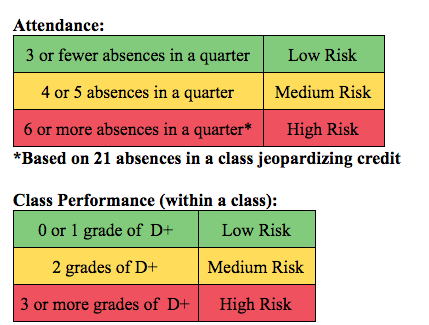 Attendance:
3 or fewer absences in a quarter Low Risk
4 or 5 absences in a quarter Medium Risk
6 or more absences in a quarter* High Risk
*Based on 21 absences in a class jeopardizing credit
Class Performance (within a class):
0 or 1 grade of D+ Low Risk
2 grades of D+ Medium Risk
3 or more grades of D+ High Risk